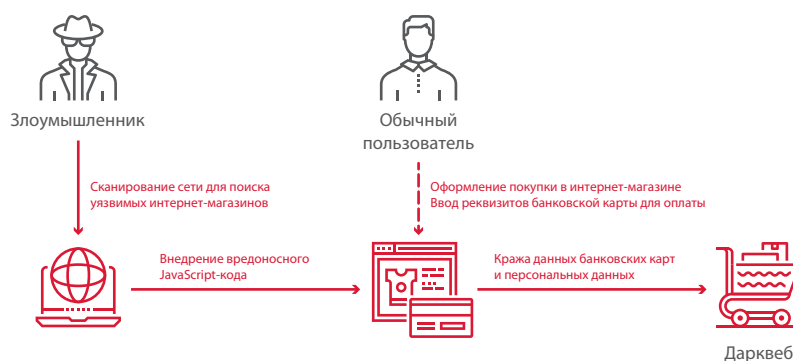 Злоумышленник
Обычный
пользователь
Сканирование сети для поиска
уязвимых интернет-магазинов
Оформление покупки в интернет-магазине
Ввод реквизитов банковской карты для оплаты
Внедрение вредоносного
JavaScript-кода
Кража данных банковских карт
и персональных данных
Дарквеб